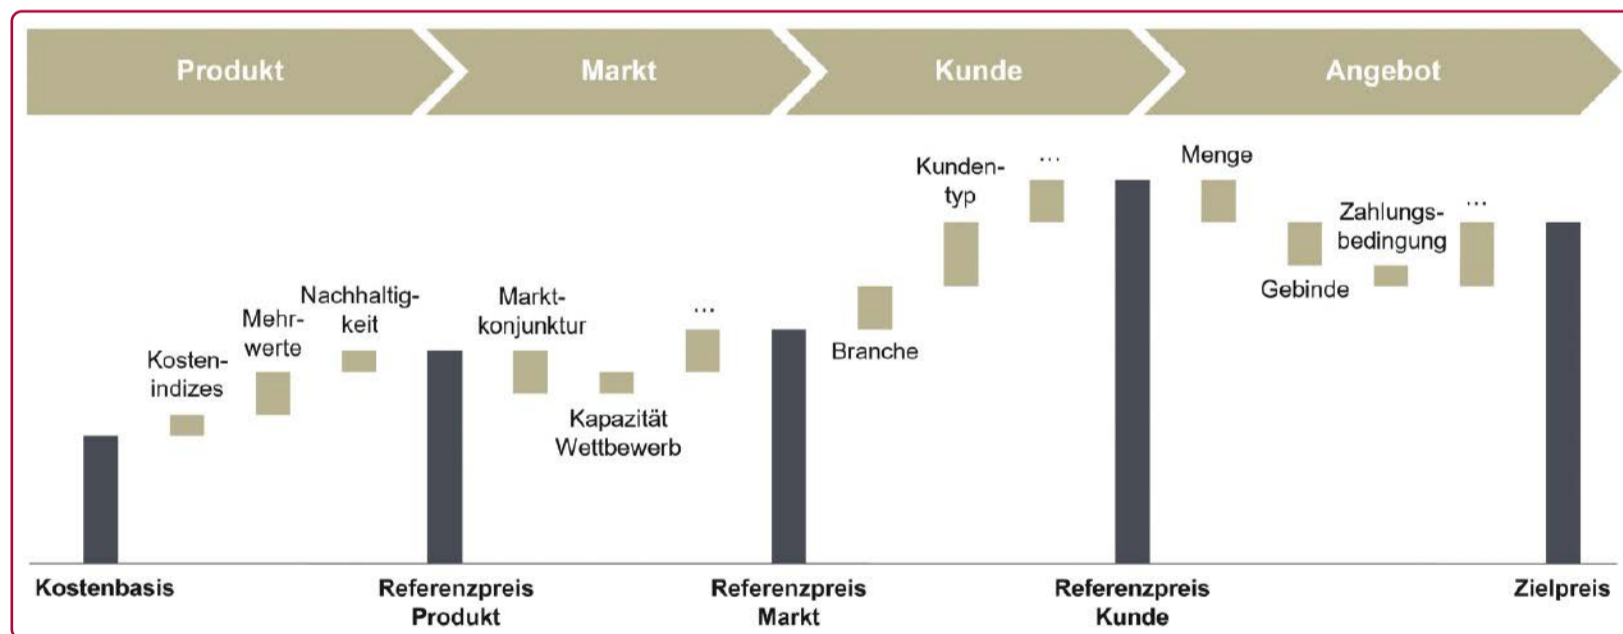 Produkt
Markt
Kunde
Angebot
Kosten-
indizes
Mehr-
werte
Nachhaltig-
keit
Markt-
konjunktur
Kapazität
Wettbewerb
...
Branche
Kunden-
typ
...
Menge
Gebinde
Zahlungs-
bedingung
...
Kostenbasis
Referenzpreis
Produkt
Referenzpreis
Markt
Referenzpreis
Kunde
Zielpreis